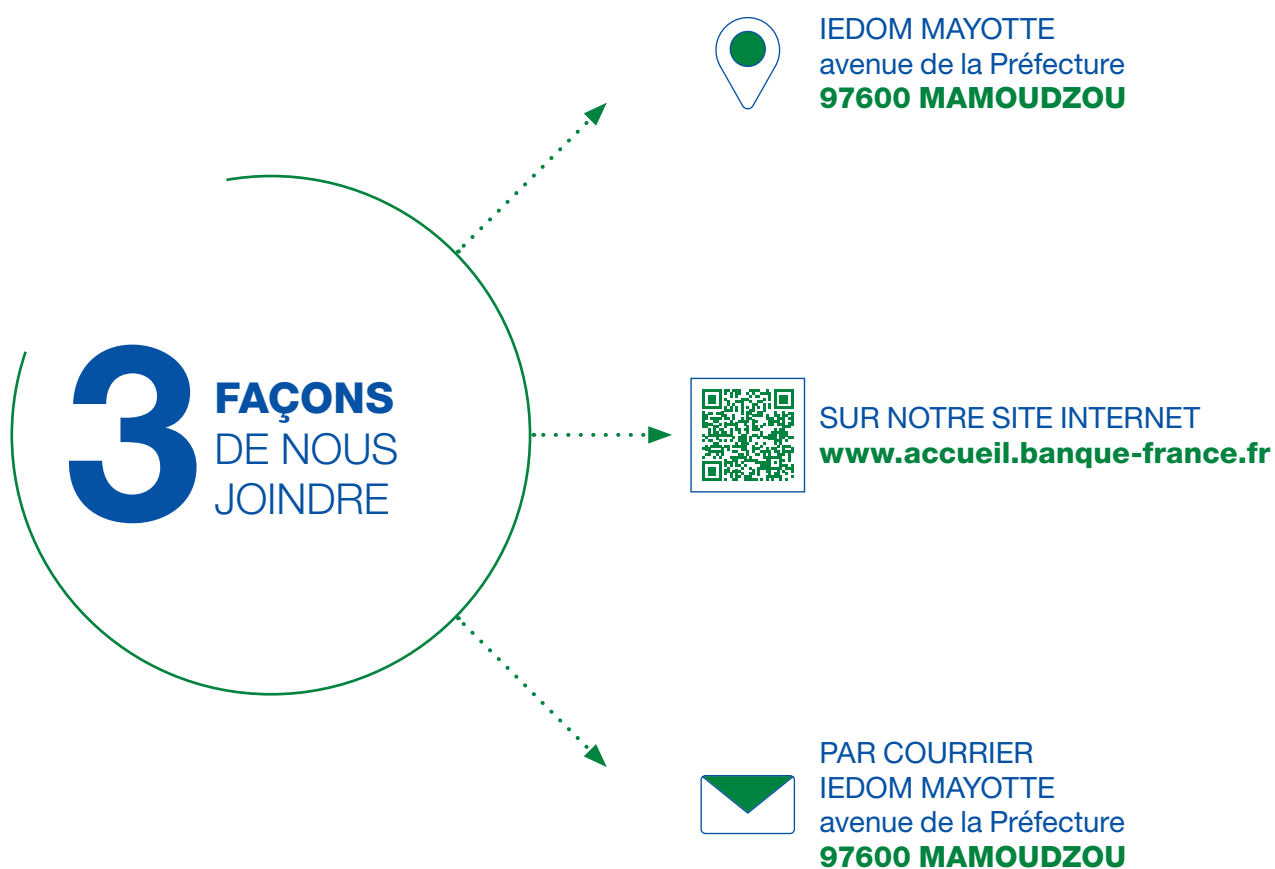 3 FAÇONS
DE NOUS
JOINDRE
IEDOM MAYOTTE
avenue de la Préfecture
97600 MAMOUDZOU
SUR NOTRE SITE INTERNET
www.accueil.banque-france.fr
PAR COURRIER
IEDOM MAYOTTE
avenue de la Préfecture
97600 MAMOUDZOU